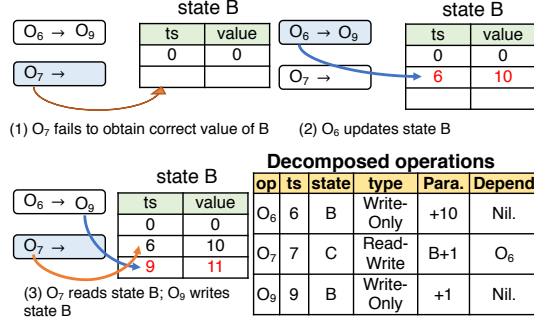 state B
O6 → O9
ts value
0 0
O7 →
(1) O7 fails to obtain correct value of B
state B
O6 → O9
ts value
0 0
6 10
O7 →
(2) O6 updates state B
state B
O6 → O9
ts value
0 0
6 10
9 11
O7 →
(3) O7 reads state B; O9 writes
state B
Decomposed operations
op ts state type Para. Depend
O6 6 B Write-Only +10 Nil.
O7 7 C Read-Write B+1 O6
O9 9 B Write-Only +1 Nil.